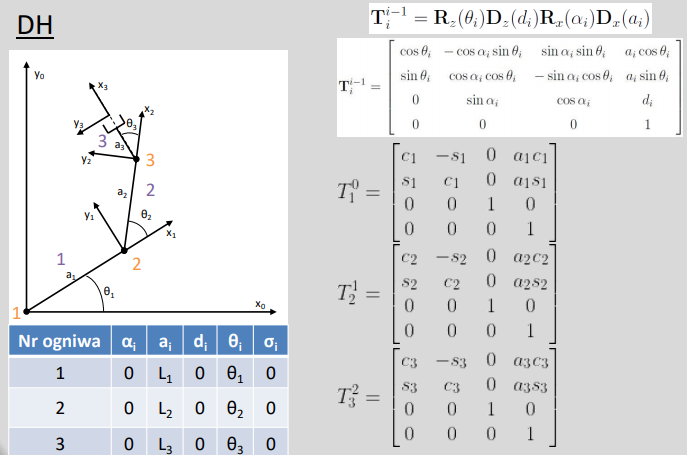 DH
y₀
x₃
y₃
θ₃
x₂
3
a₃
y₂
3
a₂
2
y₁
θ₂
x₁
1
a₁
2
θ₁
1
x₀
Nr ogniwa αᵢ aᵢ dᵢ θᵢ σᵢ
1 0 L₁ 0 θ₁ 0
2 0 L₂ 0 θ₂ 0
3 0 L₃ 0 θ₃ 0
Tᵢⁱ⁻¹ = R_z(θᵢ)D_z(dᵢ)R_x(αᵢ)D_x(aᵢ)
Tᵢⁱ⁻¹ =
cos θᵢ − cos αᵢ sin θᵢ sin αᵢ sin θᵢ aᵢ cos θᵢ
sin θᵢ cos αᵢ cos θᵢ − sin αᵢ cos θᵢ aᵢ sin θᵢ
0 sin αᵢ cos αᵢ dᵢ
0 0 0 1
T₁⁰ =
c₁ −s₁ 0 a₁c₁
s₁ c₁ 0 a₁s₁
0 0 1 0
0 0 0 1
T₂¹ =
c₂ −s₂ 0 a₂c₂
s₂ c₂ 0 a₂s₂
0 0 1 0
0 0 0 1
T₃² =
c₃ −s₃ 0 a₃c₃
s₃ c₃ 0 a₃s₃
0 0 1 0
0 0 0 1